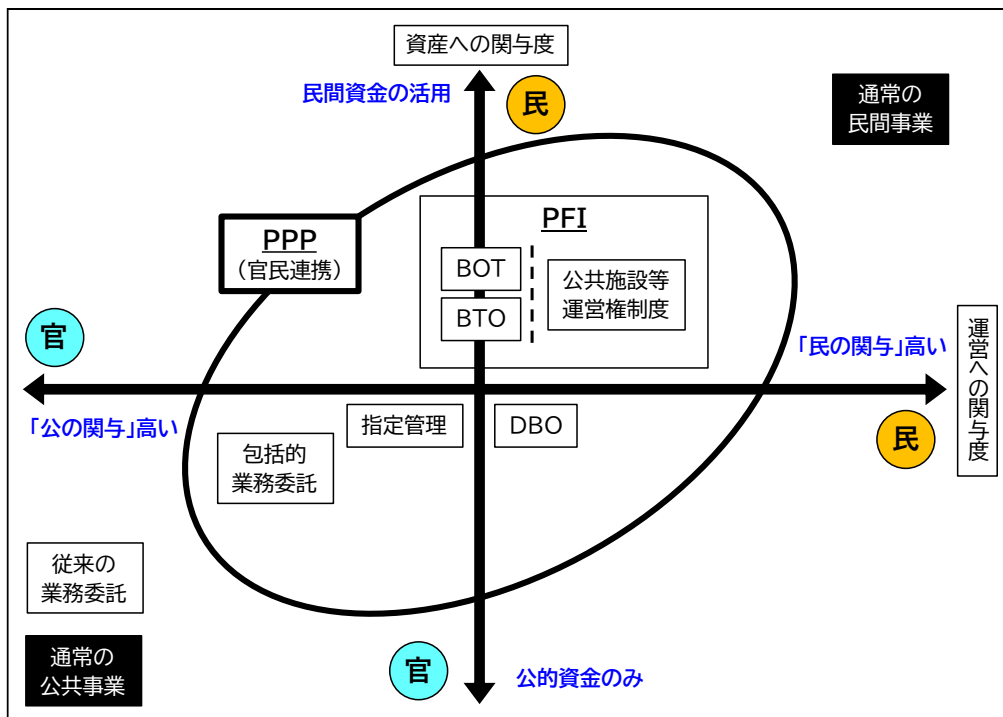 資産への関与度
民間資金の活用
民
通常の
民間事業
PPP
（官民連携）
PFI
BOT
BTO
公共施設等
運営権制度
官
「民の関与」高い
運営への関与度
「公の関与」高い
指定管理
DBO
民
包括的
業務委託
従来の
業務委託
通常の
公共事業
官
公的資金のみ